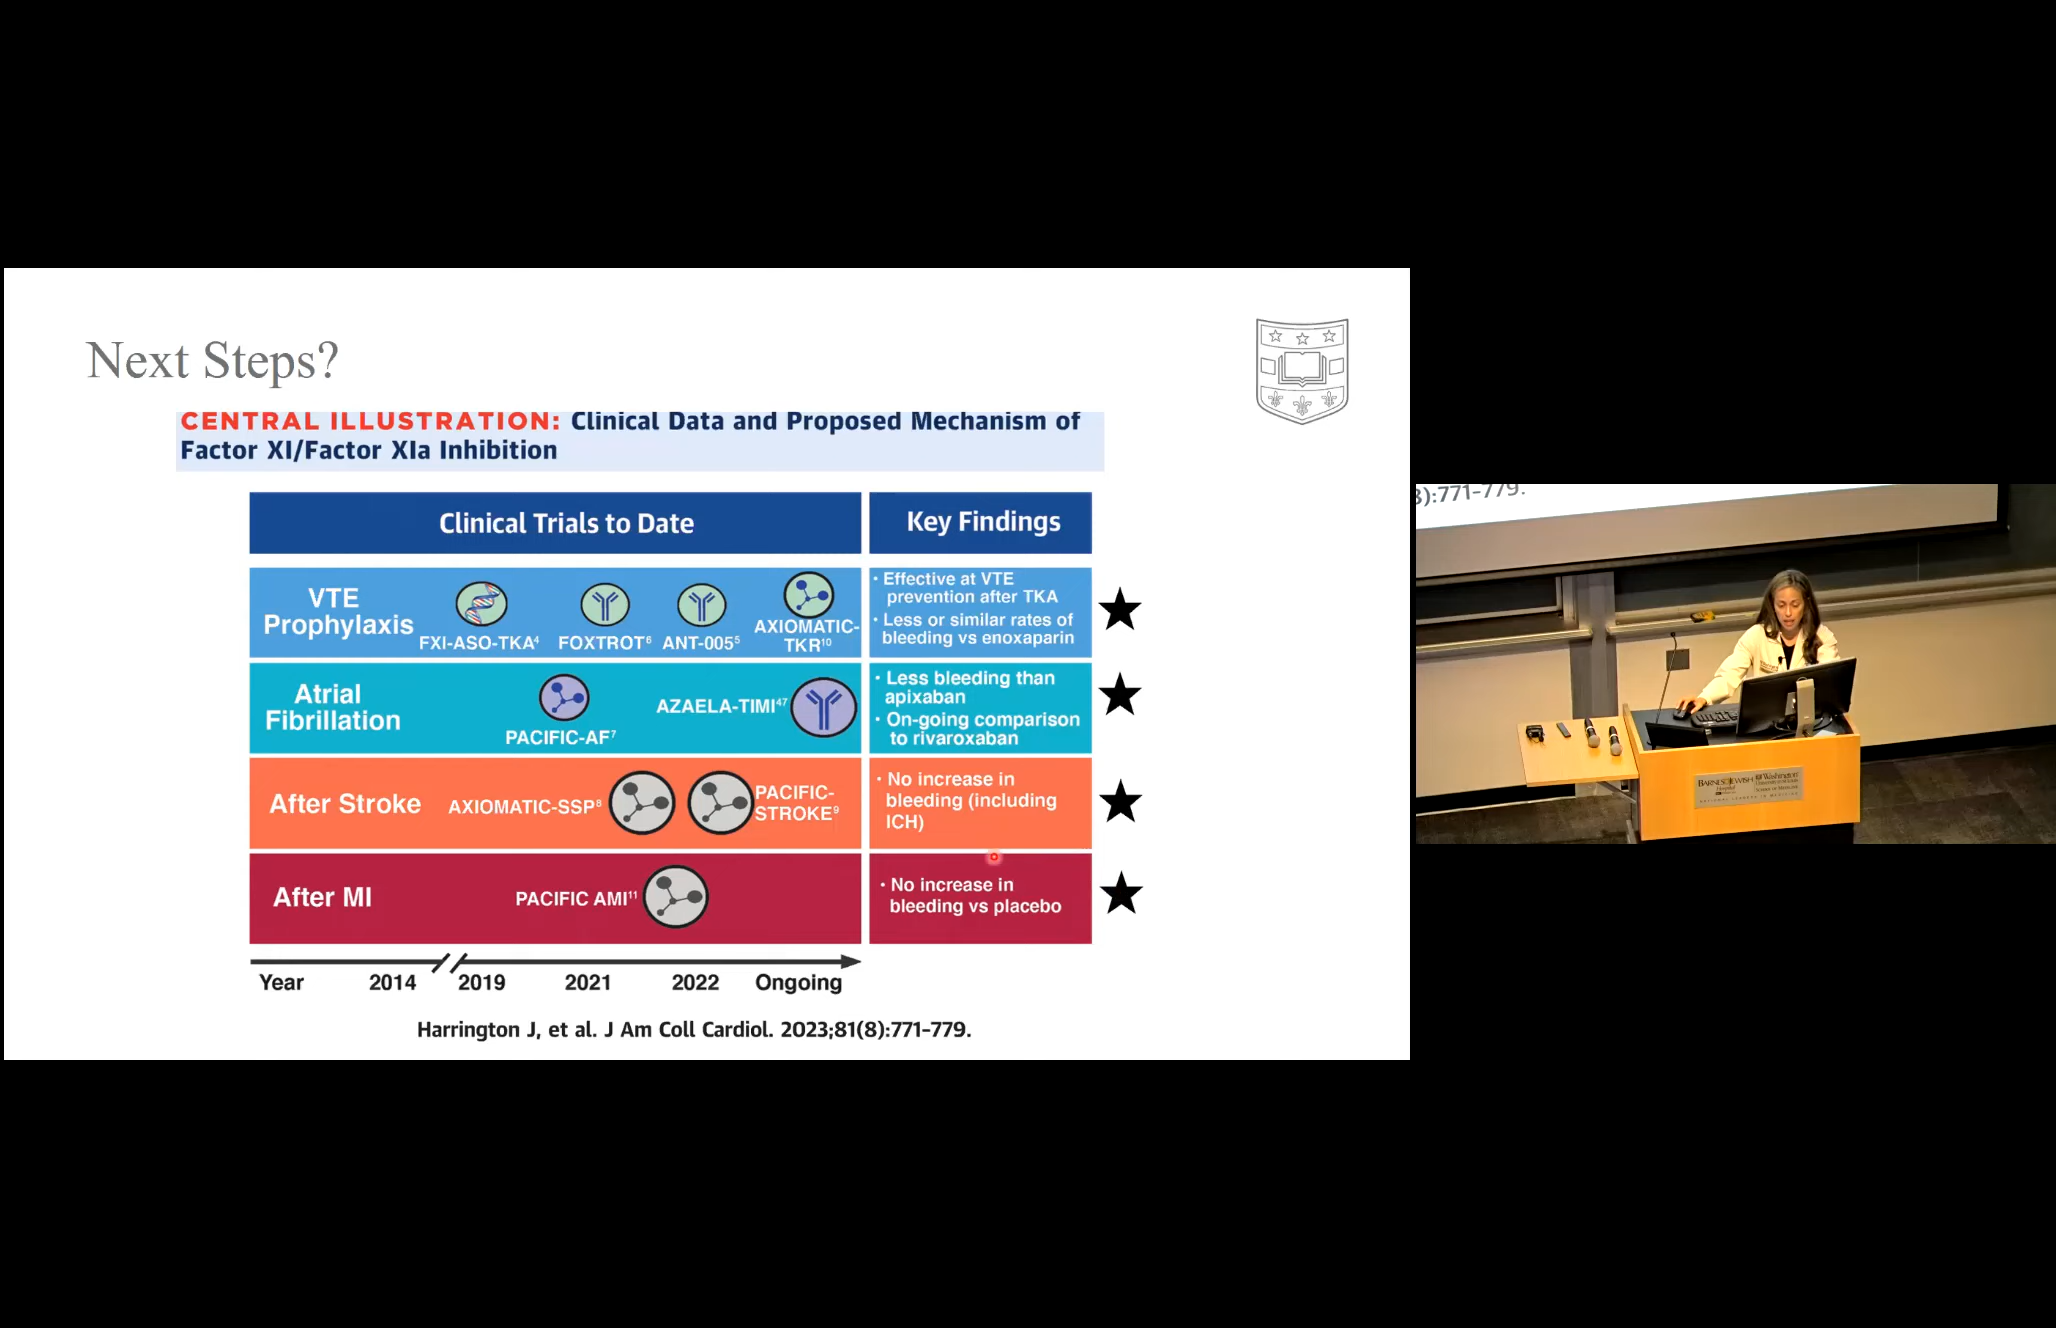 Next Steps?
CENTRAL ILLUSTRATION: Clinical Data and Proposed Mechanism of
Factor XI/Factor XIa Inhibition
Clinical Trials to Date
Key Findings
VTE
Prophylaxis
FXI-ASO-TKA⁴
FOXTROT⁶
ANT-005⁵
AXIOMATIC-
TKR¹⁰
• Effective at VTE
prevention after TKA
• Less or similar rates of
bleeding vs enoxaparin
Atrial
Fibrillation
PACIFIC-AF⁷
AZAELA-TIMI⁴⁷
• Less bleeding than
apixaban
• On-going comparison
to rivaroxaban
After Stroke
AXIOMATIC-SSP⁸
PACIFIC-
STROKE⁹
• No increase in
bleeding (including
ICH)
After MI
PACIFIC AMI¹¹
• No increase in
bleeding vs placebo
Year 2014 2019 2021 2022 Ongoing
Harrington J, et al. J Am Coll Cardiol. 2023;81(8):771-779.
8):771-779.
BARNES JEWISH
Hospital
Washington